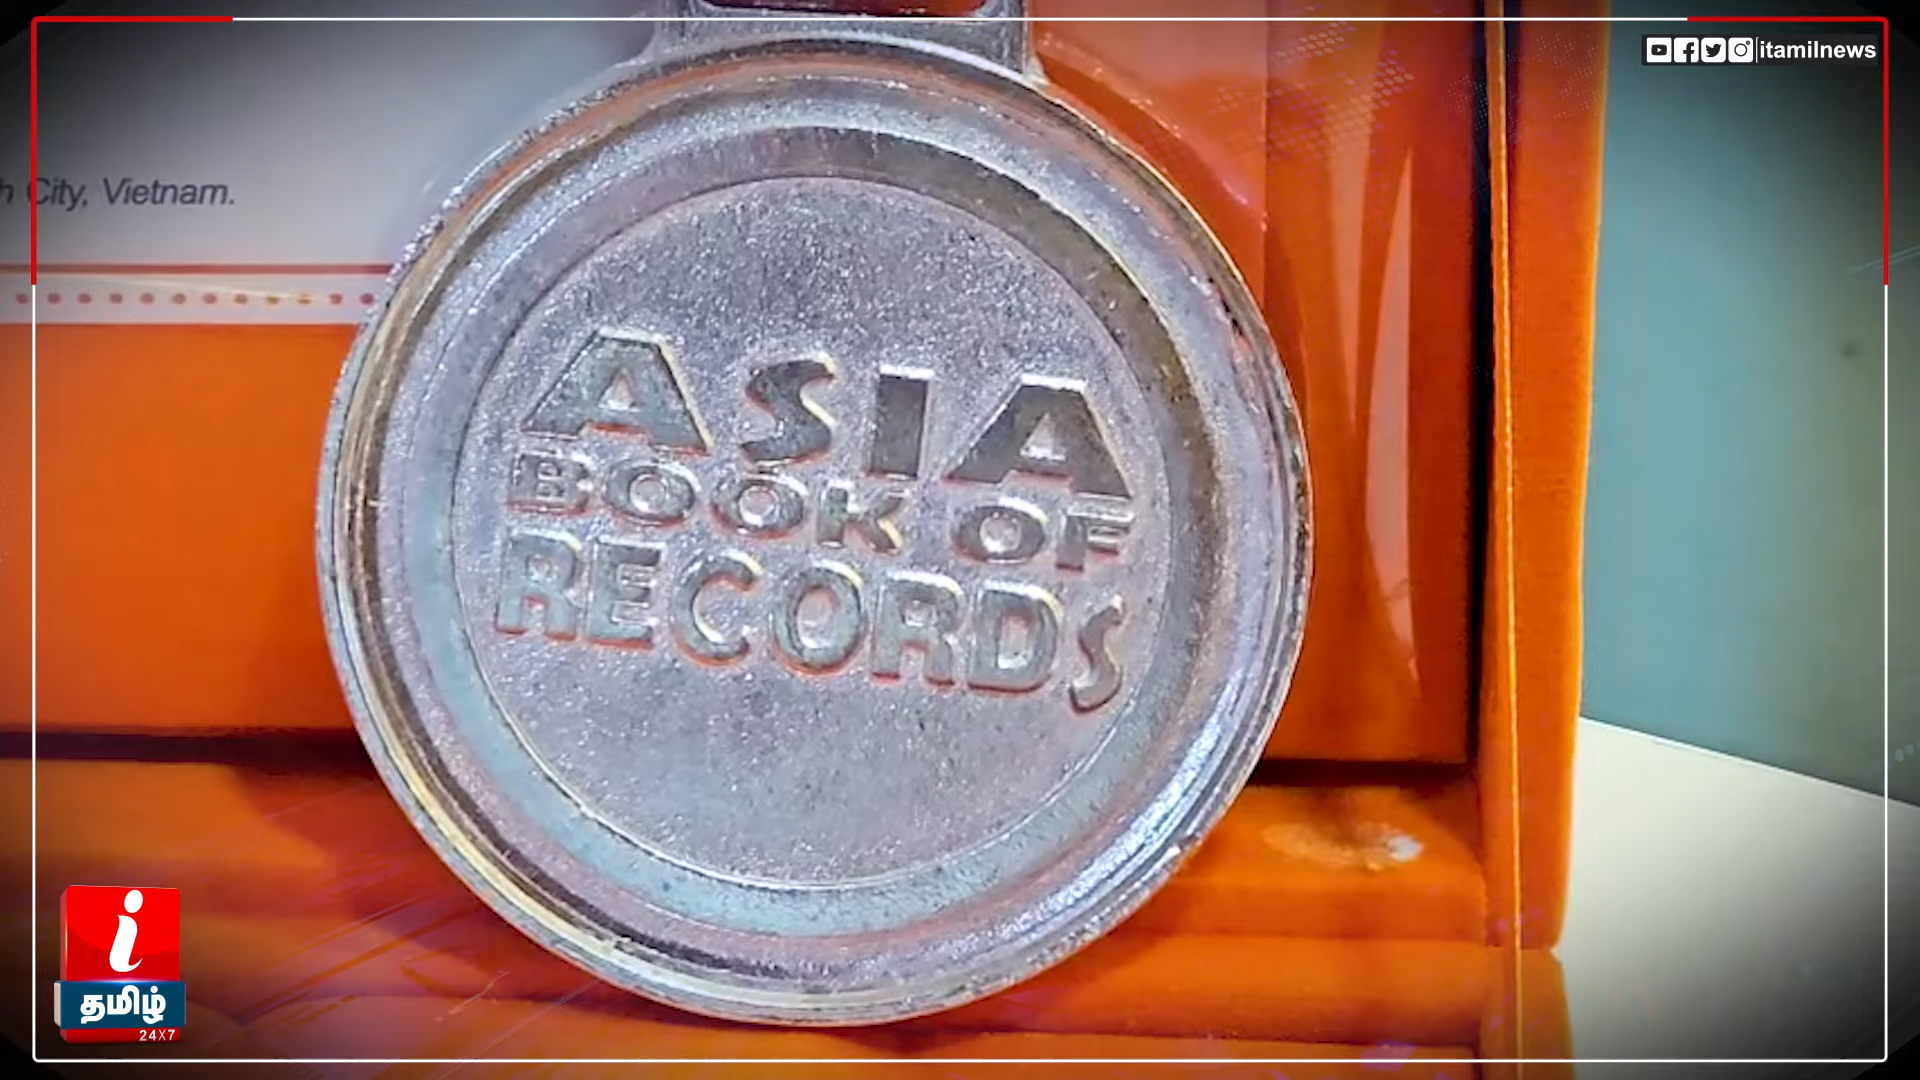 itamilnews
h City, Vietnam.
ASIA
BOOK OF
RECORDS
i
தமிழ்
24X7